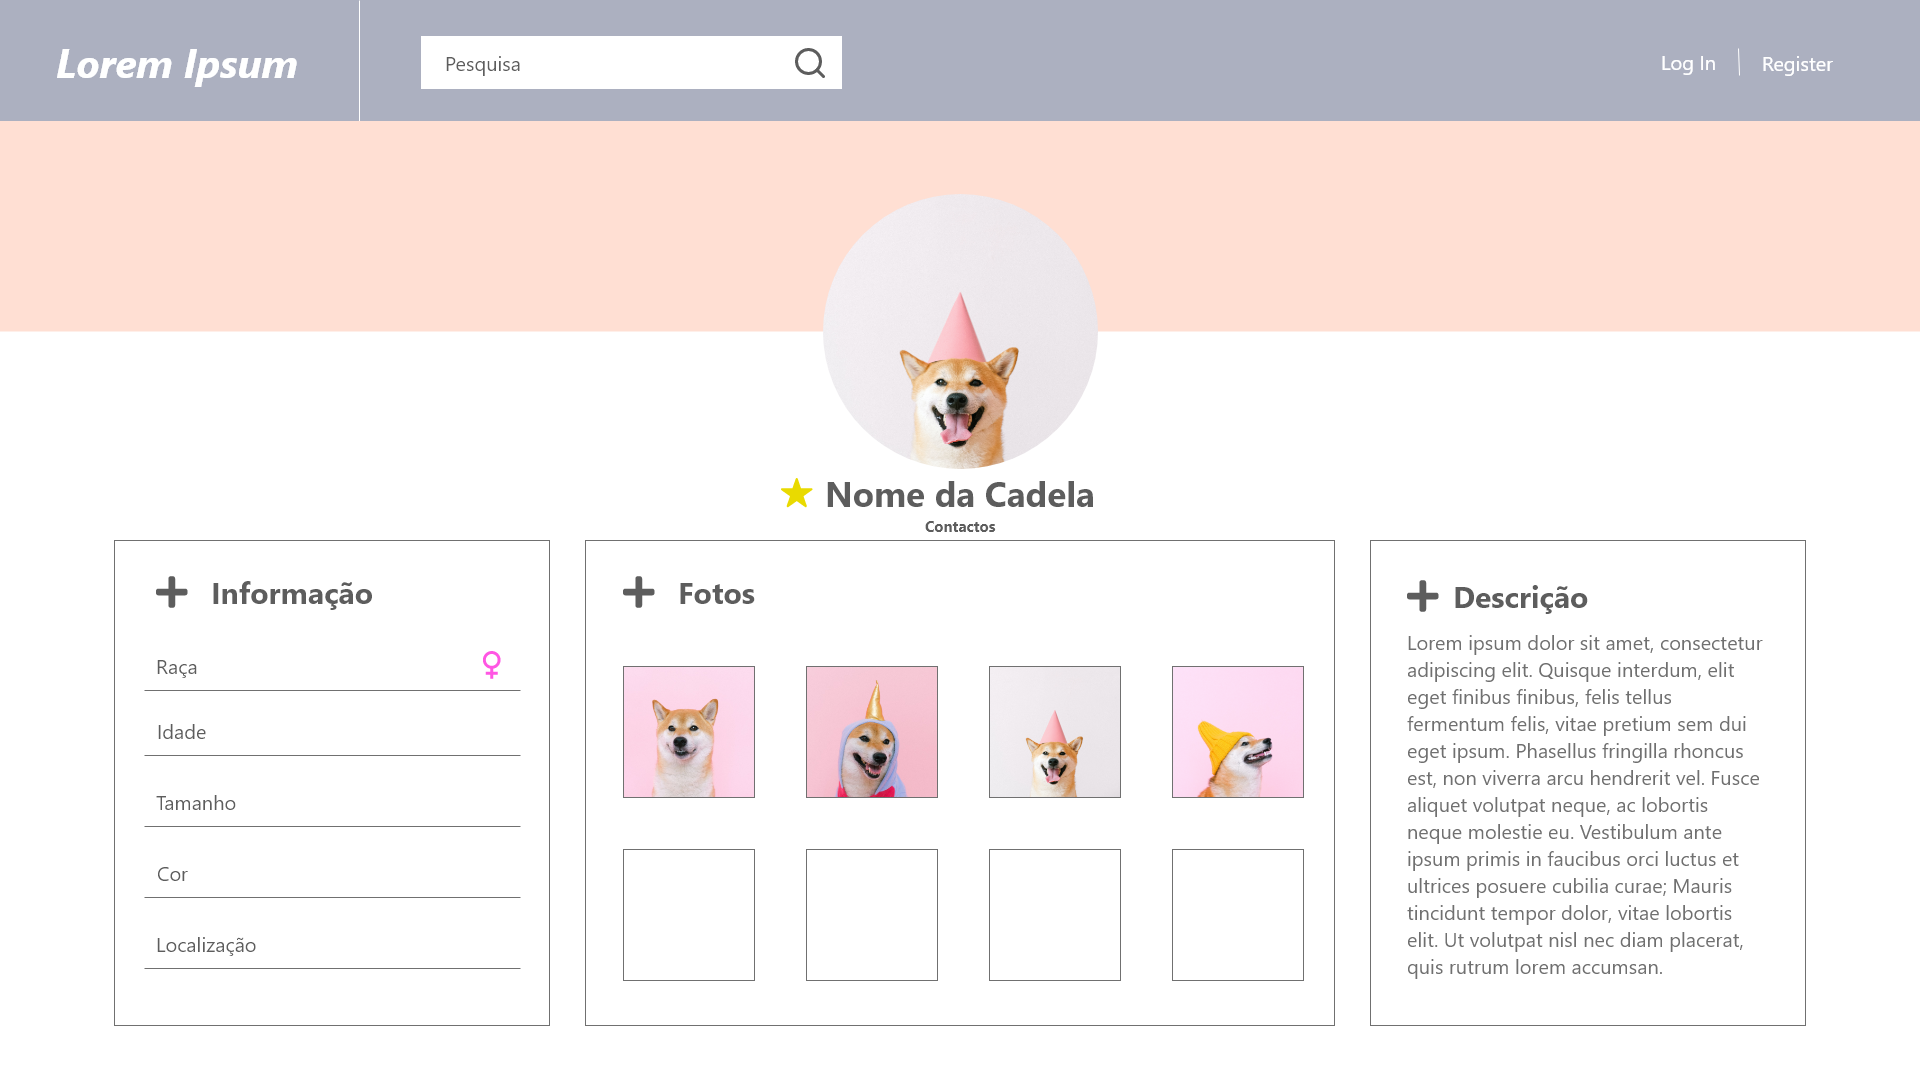 Lorem Ipsum
Pesquisa
Log In
Register
Nome da Cadela
Contactos
Informação
Raça
Idade
Tamanho
Cor
Localização
Fotos
Descrição
Lorem ipsum dolor sit amet, consectetur
adipiscing elit. Quisque interdum, elit
eget finibus finibus, felis tellus
fermentum felis, vitae pretium sem dui
eget ipsum. Phasellus fringilla rhoncus
est, non viverra arcu hendrerit vel. Fusce
aliquet volutpat neque, ac lobortis
neque molestie eu. Vestibulum ante
ipsum primis in faucibus orci luctus et
ultrices posuere cubilia curae; Mauris
tincidunt tempor dolor, vitae lobortis
elit. Ut volutpat nisl nec diam placerat,
quis rutrum lorem accumsan.